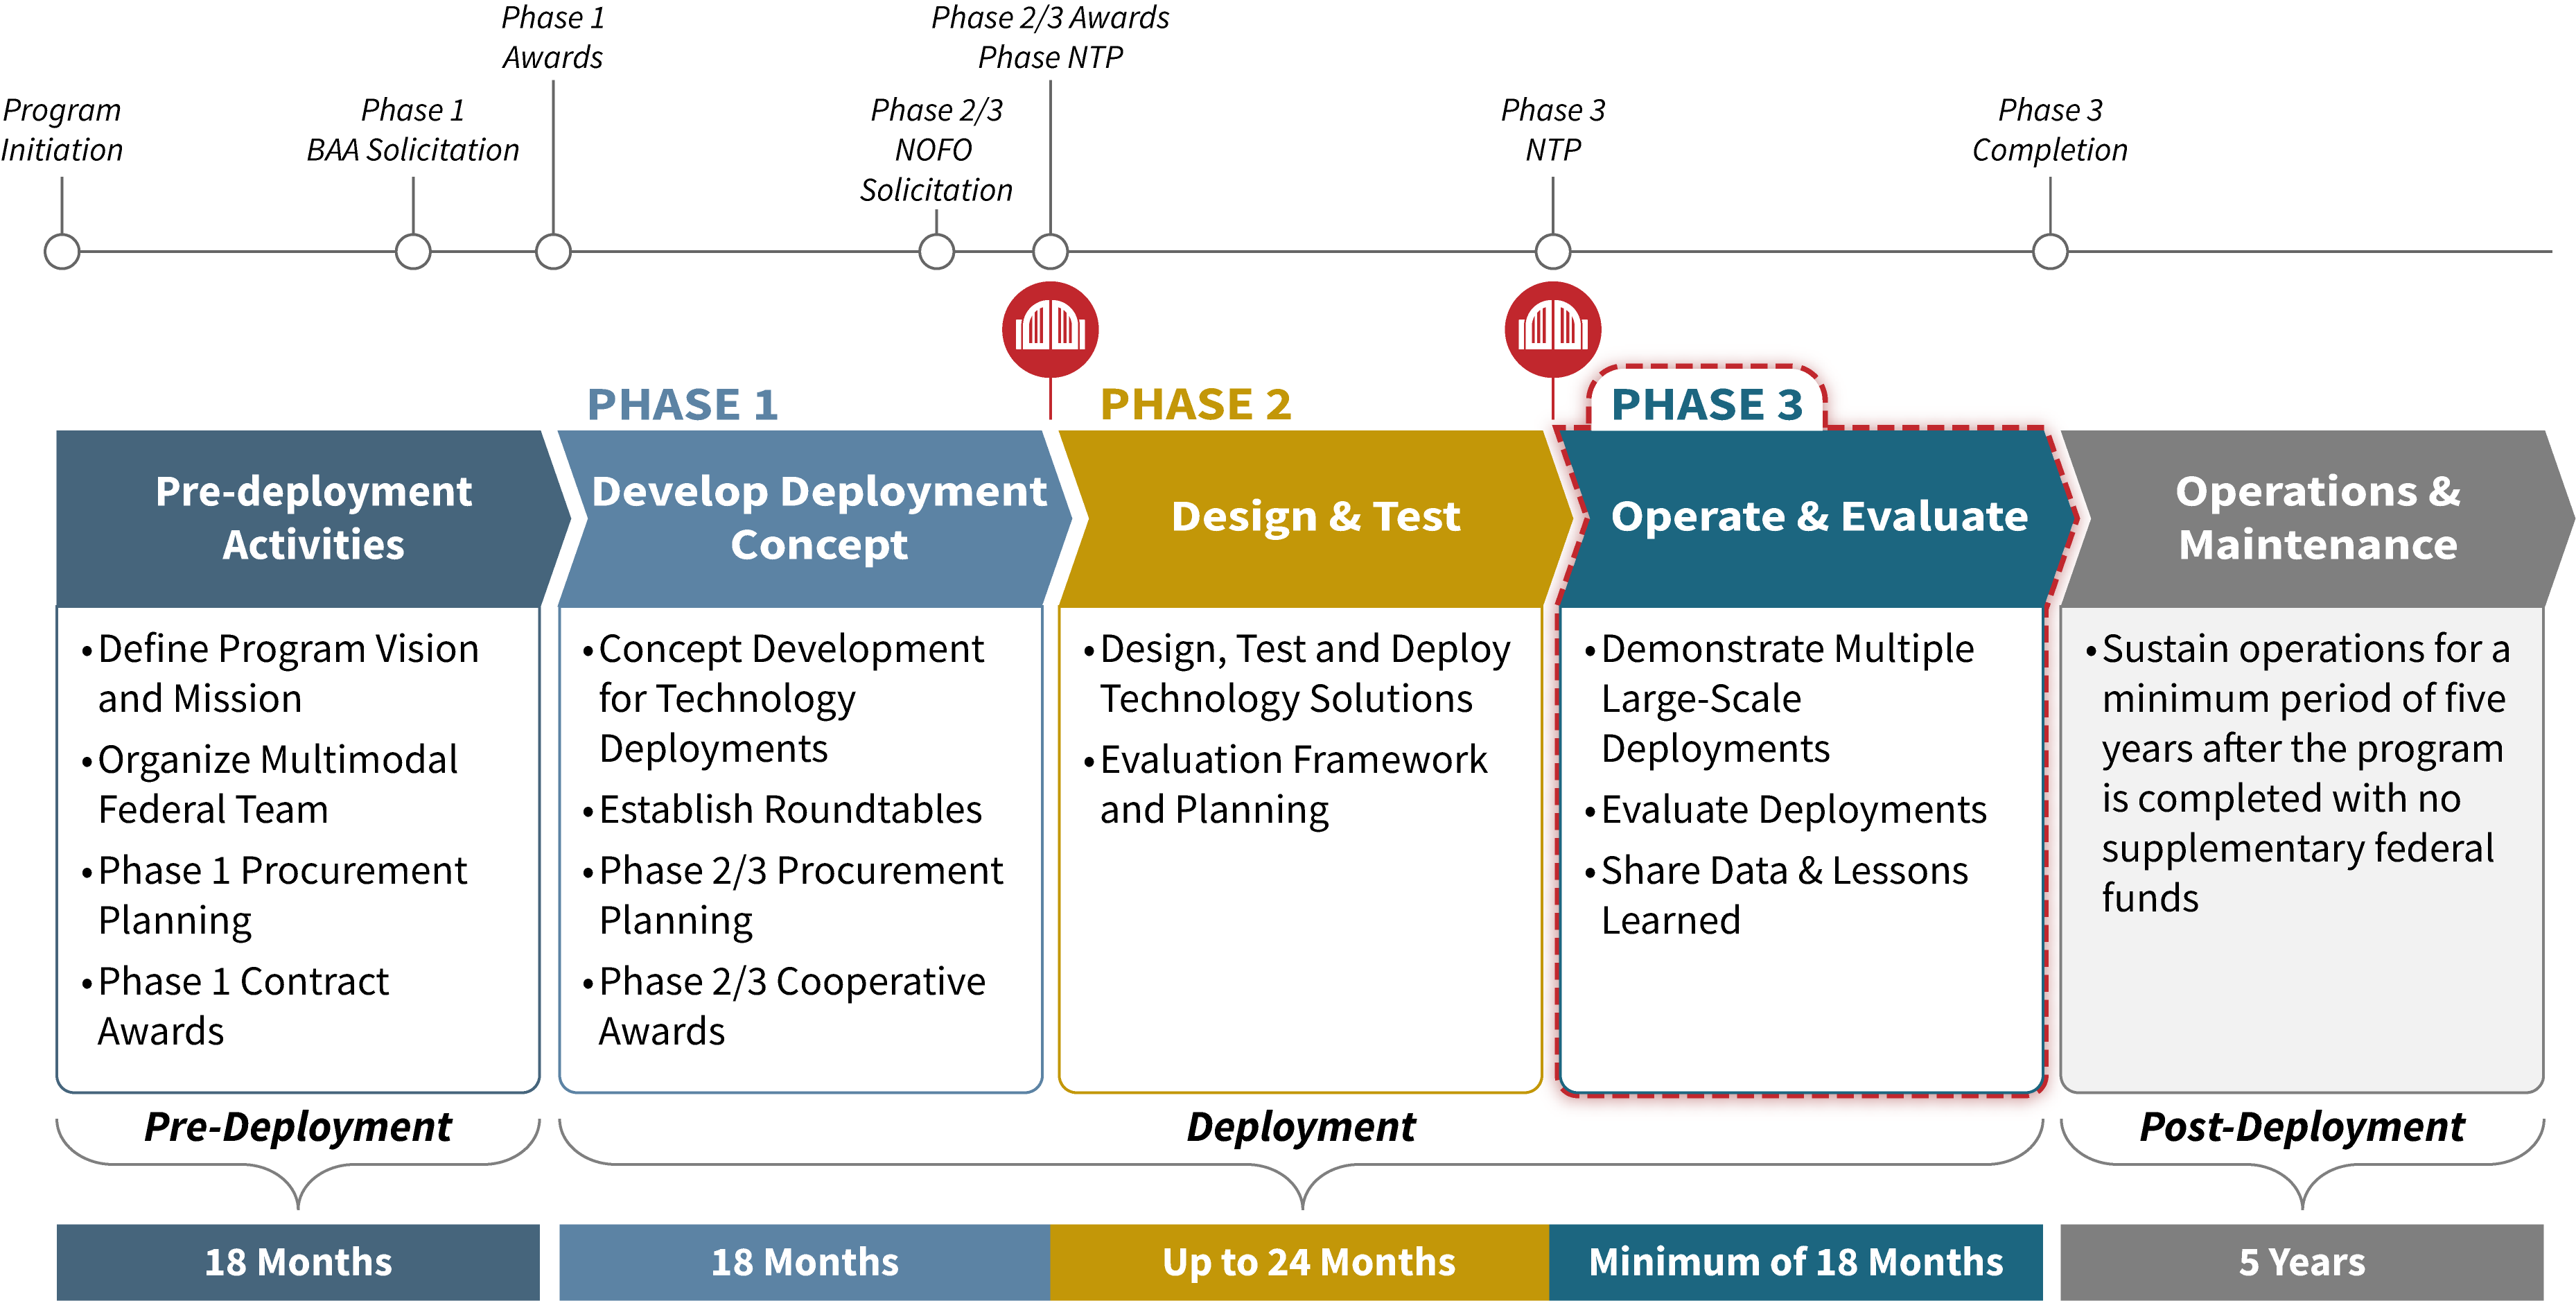 Phase 1
Awards
Phase 2/3 Awards
Phase NTP
Program
Initiation
Phase 1
BAA Solicitation
Phase 2/3
NOFO
Solicitation
Phase 3
NTP
Phase 3
Completion
PHASE 1
PHASE 2
PHASE 3
Pre-deployment
Activities
Develop Deployment
Concept
Design & Test
Operate & Evaluate
Operations &
Maintenance
•Define Program Vision
and Mission
•Organize Multimodal
Federal Team
•Phase 1 Procurement
Planning
•Phase 1 Contract
Awards
•Concept Development
for Technology
Deployments
•Establish Roundtables
•Phase 2/3 Procurement
Planning
•Phase 2/3 Cooperative
Awards
•Design, Test and Deploy
Technology Solutions
•Evaluation Framework
and Planning
•Demonstrate Multiple
Large-Scale
Deployments
•Evaluate Deployments
•Share Data & Lessons
Learned
•Sustain operations for a
minimum period of five
years after the program
is completed with no
supplementary federal
funds
Pre-Deployment
Deployment
Post-Deployment
18 Months
18 Months
Up to 24 Months
Minimum of 18 Months
5 Years